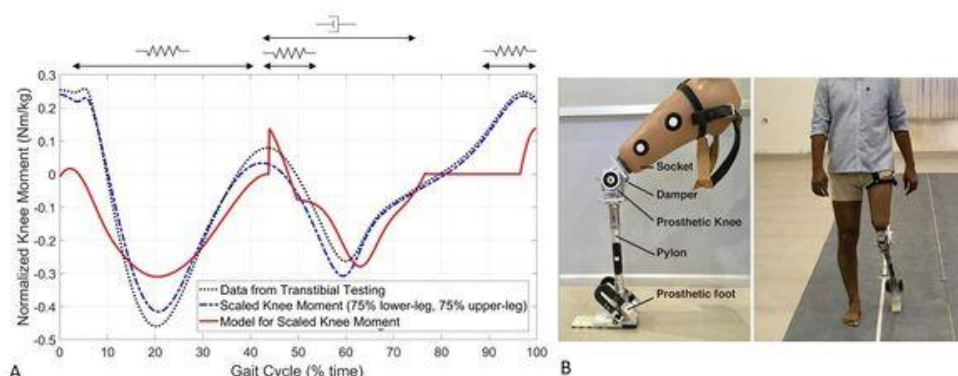 0.3
0.2
0.1
0
-0.1
-0.2
-0.3
-0.4
-0.5
Normalized Knee Moment (Nm/kg)
Data from Transtibial Testing
Scaled Knee Moment (75% lower-leg, 75% upper-leg)
Model for Scaled Knee Moment
0 10 20 30 40 50 60 70 80 90 100
Gait Cycle (% time)
A
Socket
Damper
Prosthetic Knee
Pylon
Prosthetic foot
B